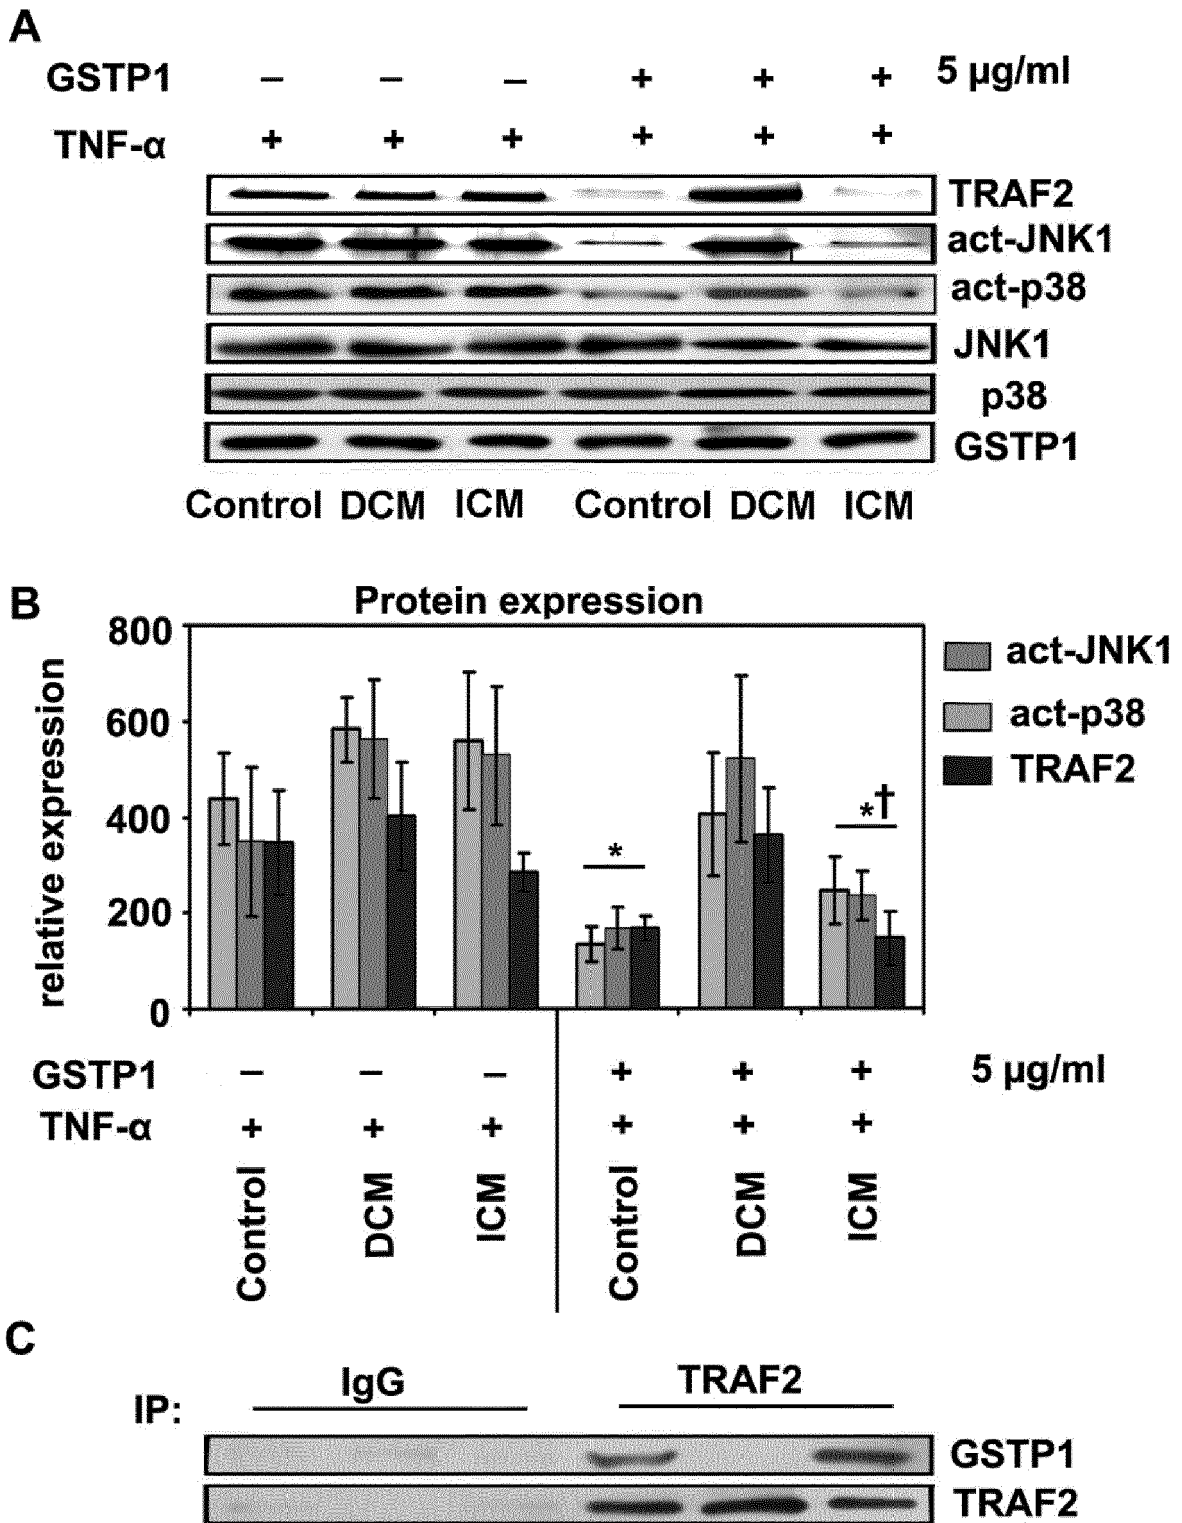 A
GSTP1 – – – + + + 5 µg/ml
TNF-α + + + + + +
TRAF2
act-JNK1
act-p38
JNK1
p38
GSTP1
Control DCM ICM Control DCM ICM
B
Protein expression
800
600
400
200
0
relative expression
*
*†
act-JNK1
act-p38
TRAF2
GSTP1 – – – + + + 5 µg/ml
TNF-α + + + + + +
Control DCM ICM Control DCM ICM
C
IP: IgG TRAF2
GSTP1
TRAF2